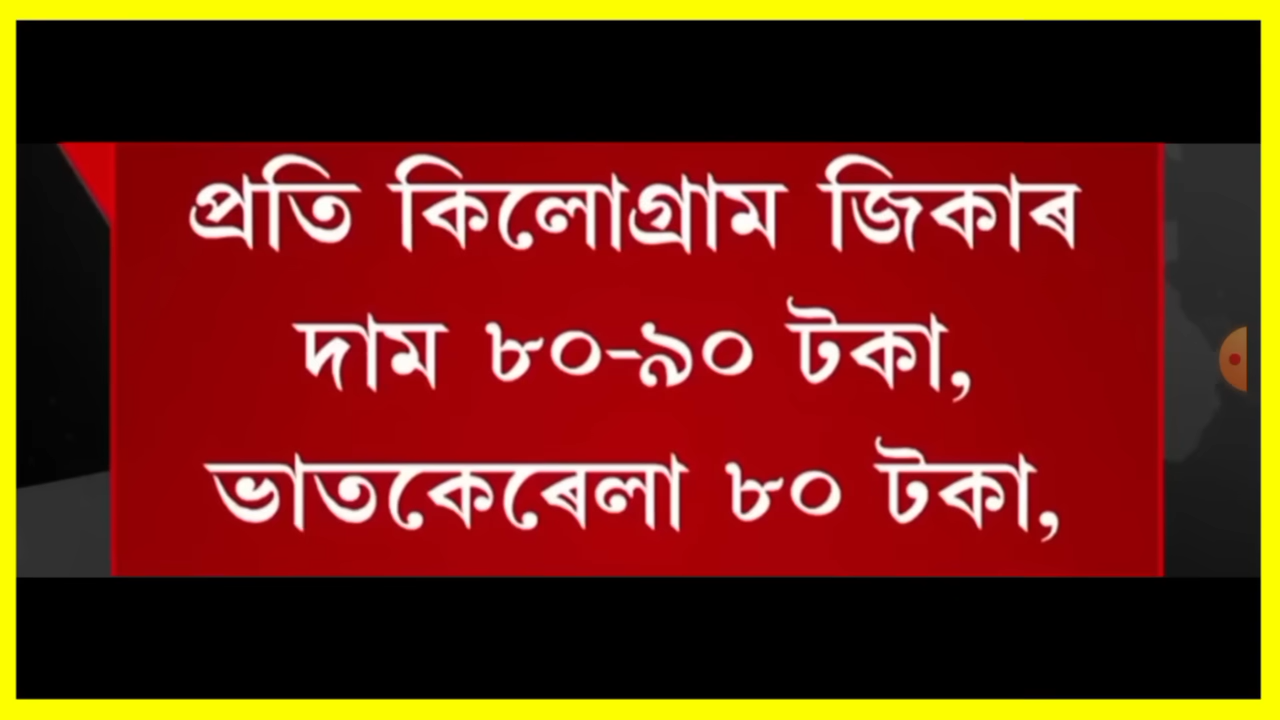 প্ৰতি কিলোগ্ৰাম জিকাৰ
দাম ৮০-৯০ টকা,
ভাতকেৰেলা ৮০ টকা,